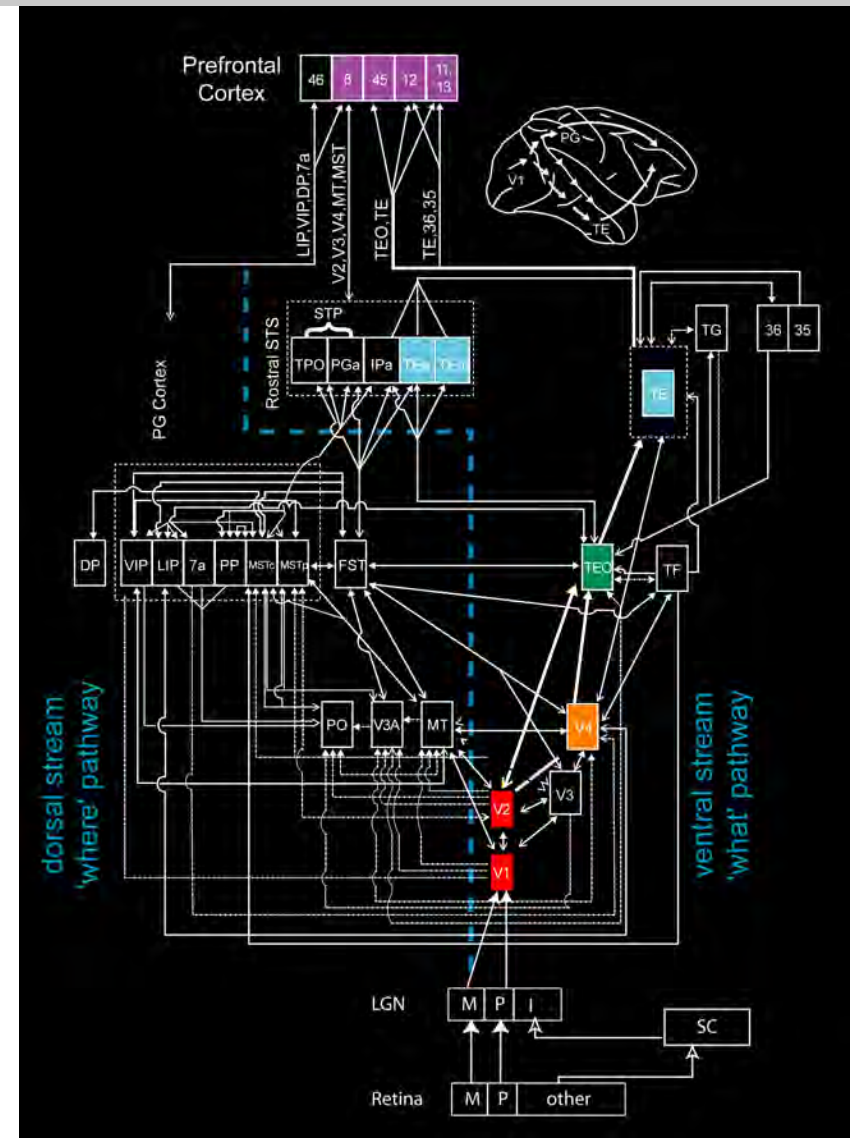 Prefrontal
Cortex
46
8
45
12
11,
13
LIP,VIP,DP,7a
V2,V3,V4,MT,MST
TEO,TE
TE,36,35
PG
V1
TE
Rostral STS
STP
TPO
PGa
IPa
TEa
TEm
TG
36
35
TE
PG Cortex
DP
VIP
LIP
7a
PP
MSTc
MSTp
FST
TEO
TF
PO
V3A
MT
V4
V2
V3
V1
dorsal stream
'where' pathway
ventral stream
'what' pathway
LGN
M
P
I
SC
Retina
M
P
other